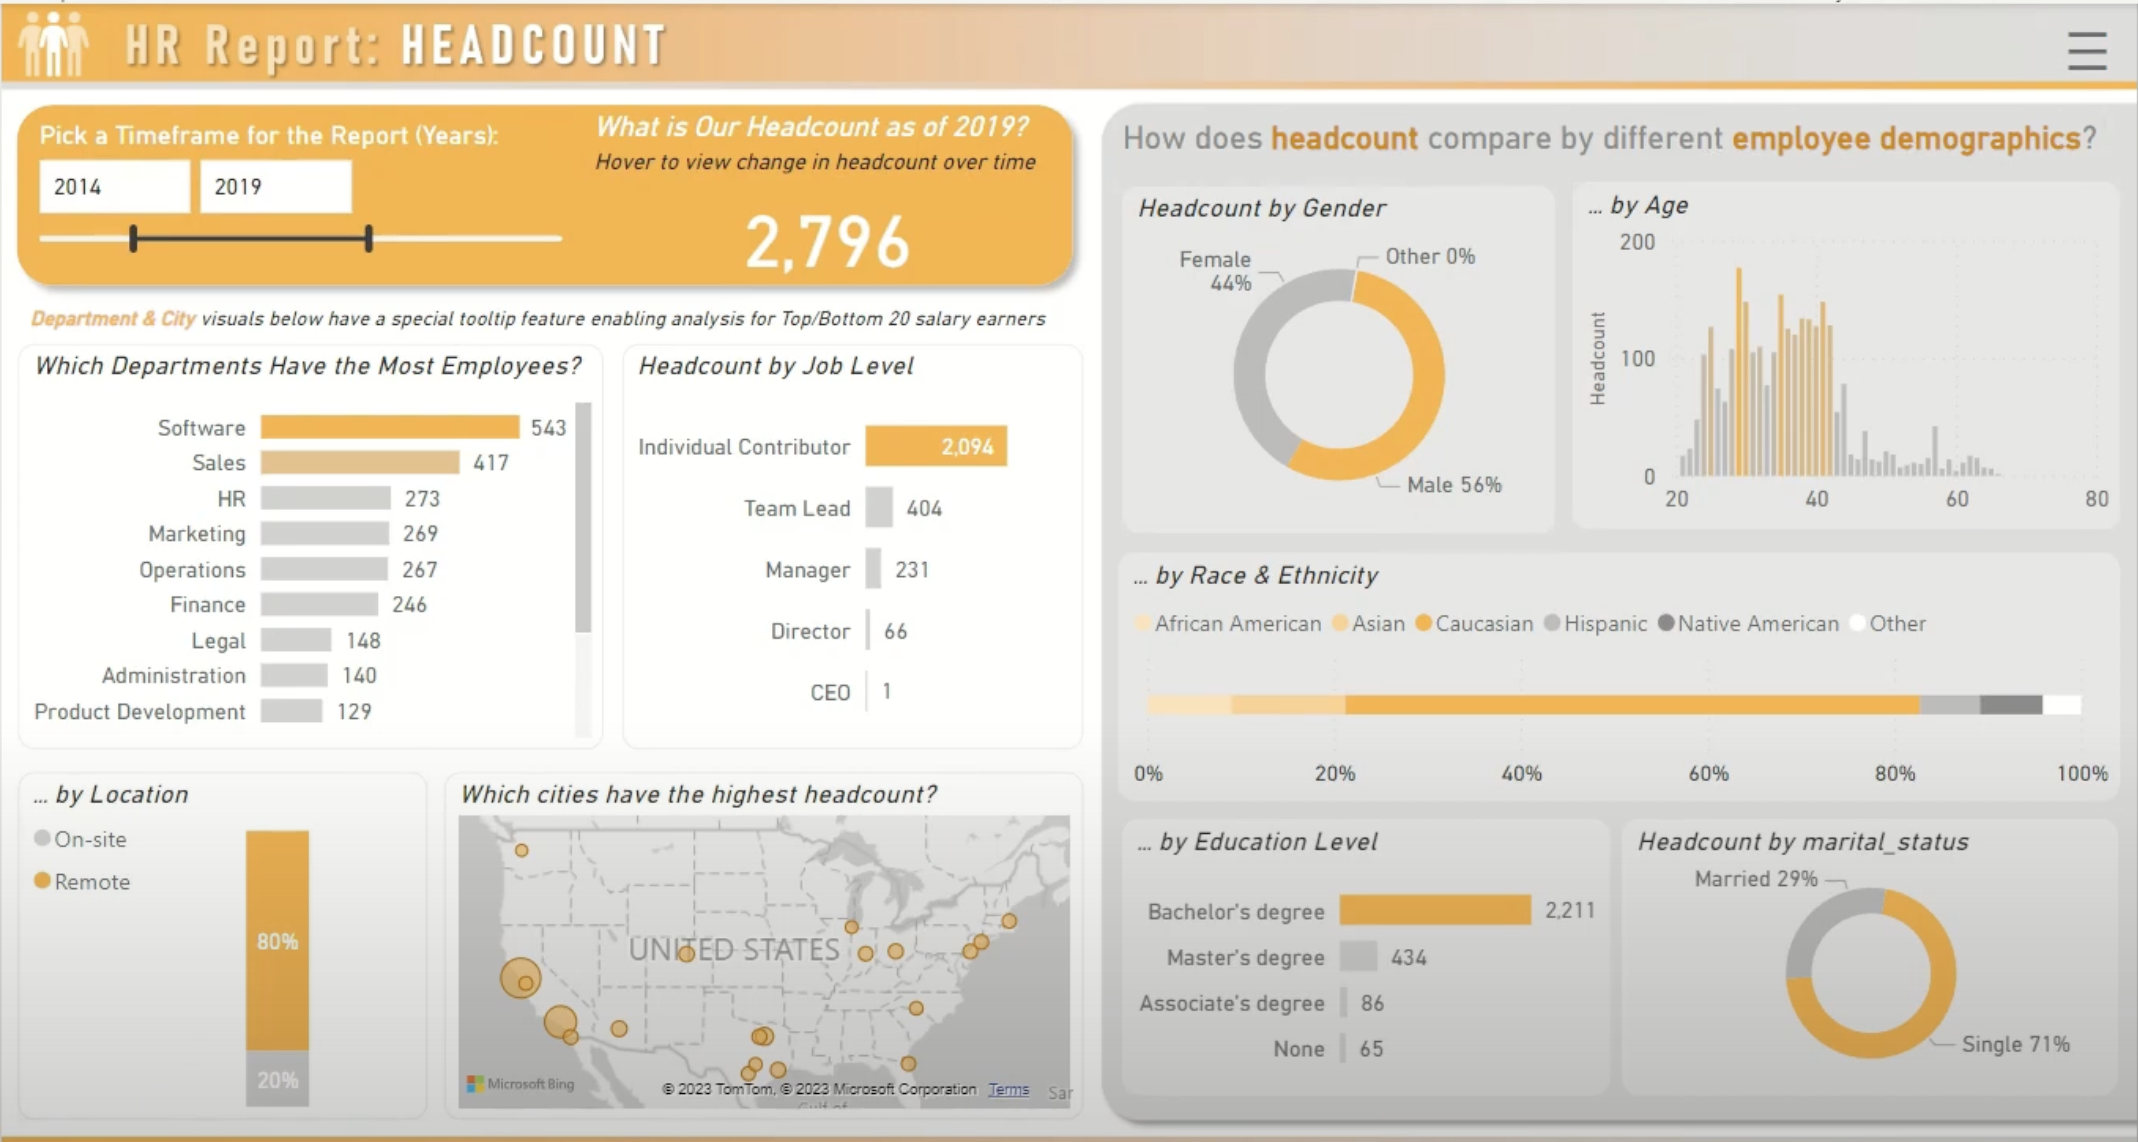 HR Report: HEADCOUNT
Pick a Timeframe for the Report (Years):
2014
2019
What is Our Headcount as of 2019?
Hover to view change in headcount over time
2,796
Department & City visuals below have a special tooltip feature enabling analysis for Top/Bottom 20 salary earners
Which Departments Have the Most Employees?
Software 543
Sales 417
HR 273
Marketing 269
Operations 267
Finance 246
Legal 148
Administration 140
Product Development 129
Headcount by Job Level
Individual Contributor 2,094
Team Lead 404
Manager 231
Director 66
CEO 1
... by Location
On-site
Remote
80%
20%
Which cities have the highest headcount?
UNITED STATES
Microsoft Bing
© 2023 TomTom, © 2023 Microsoft Corporation Terms
Sar
How does headcount compare by different employee demographics?
Headcount by Gender
Female
44%
Other 0%
Male 56%
... by Age
Headcount
200
100
0
20 40 60 80
... by Race & Ethnicity
African American Asian Caucasian Hispanic Native American Other
0% 20% 40% 60% 80% 100%
... by Education Level
Bachelor's degree 2,211
Master's degree 434
Associate's degree 86
None 65
Headcount by marital_status
Married 29%
Single 71%